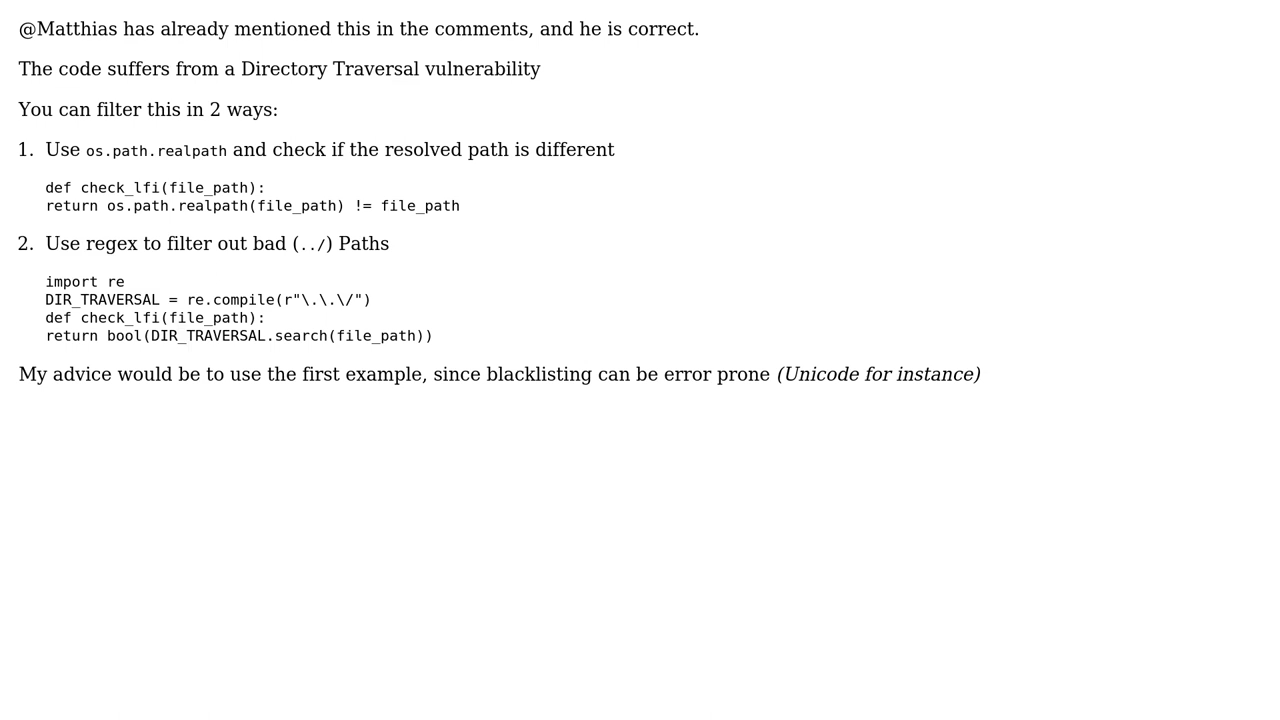 @Matthias has already mentioned this in the comments, and he is correct.
The code suffers from a Directory Traversal vulnerability
You can filter this in 2 ways:
1. Use os.path.realpath and check if the resolved path is different
def check_lfi(file_path):
return os.path.realpath(file_path) != file_path
2. Use regex to filter out bad (../) Paths
import re
DIR_TRAVERSAL = re.compile(r"\.\.\/")
def check_lfi(file_path):
return bool(DIR_TRAVERSAL.search(file_path))
My advice would be to use the first example, since blacklisting can be error prone (Unicode for instance)